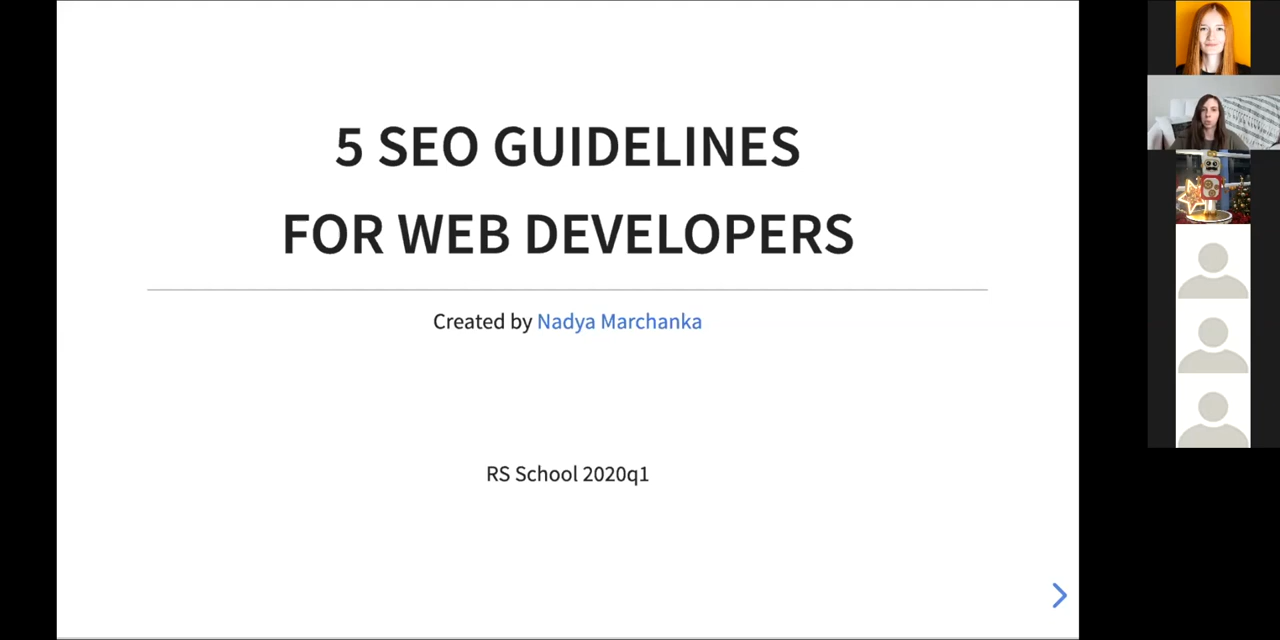 5 SEO GUIDELINES
FOR WEB DEVELOPERS
Created by Nadya Marchanka
RS School 2020q1